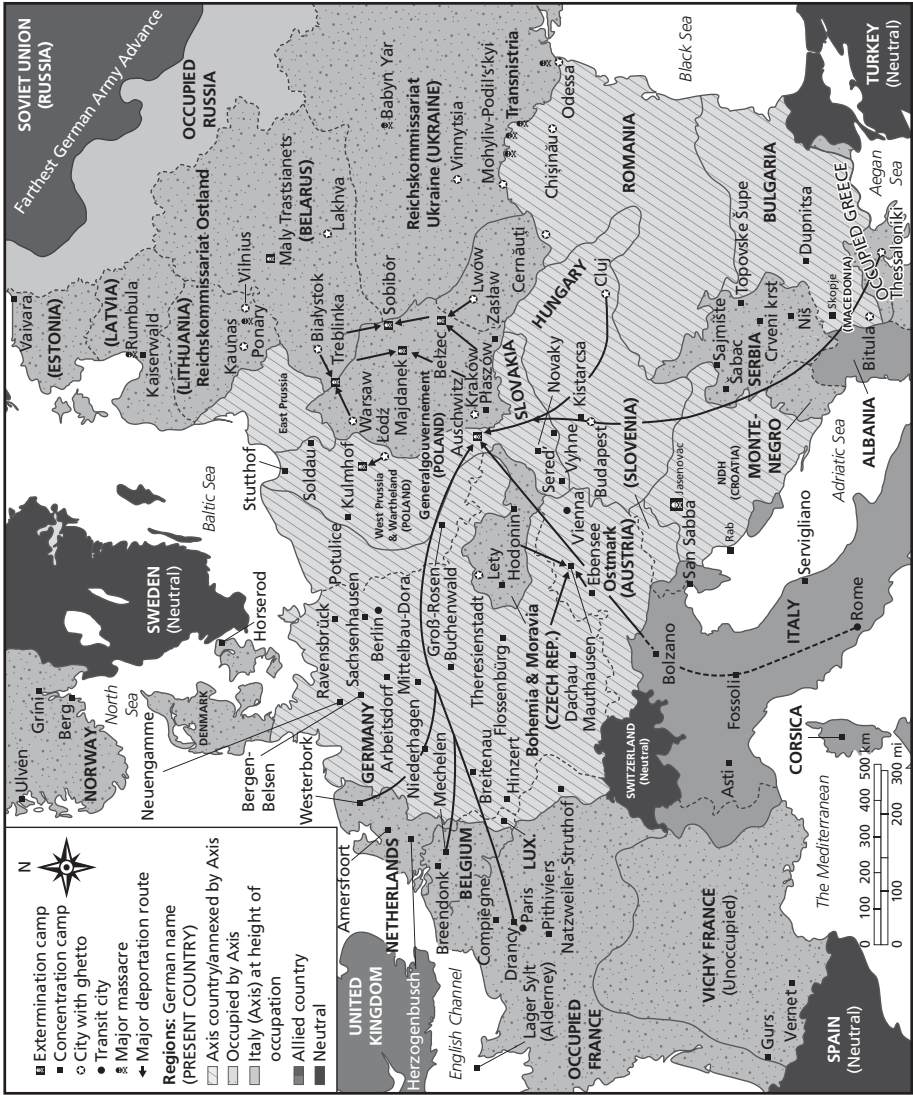 N
Extermination camp
Concentration camp
City with ghetto
Transit city
Major massacre
Major deportation route
Regions: German name
(PRESENT COUNTRY)
Axis country/annexed by Axis
Occupied by Axis
Italy (Axis) at height of
occupation
Allied country
Neutral
Ulven
Grini
Berg
NORWAY
North
Sea
SWEDEN
(Neutral)
Baltic Sea
DENMARK
Horserod
Neuengamme
Bergen-
Belsen
Westerbork
Vaivara
(ESTONIA)
(LATVIA)
Rumbula
Kaiserwald
(LITHUANIA)
Reichskommissariat Ostland
Kaunas
Ponary
Vilnius
SOVIET UNION
(RUSSIA)
Farthest German Army Advance
OCCUPIED
RUSSIA
Maly Trastsianets
(BELARUS)
Lakhva
East Prussia
Stutthof
Soldau
Kulmhof
Potulice
West Prussia
& Wartheland
(POLAND)
Białystok
Treblinka
Warsaw
Łódź
Majdanek
Generalgouvernement
(POLAND)
Sobibór
Bełżec
Auschwitz/
Kraków
Płaszów
Lwów
Zasław
Cernăuți
Reichskommissariat
Ukraine (UKRAINE)
Babyn Yar
Vinnytsia
Mohyliv-Podil's'kyi
Transnistria
Odessa
Chișinău
Black Sea
Ravensbrück
Sachsenhausen
Berlin
GERMANY
Arbeitsdorf
Mittelbau-Dora
Niederhagen
Groß-Rosen
Buchenwald
Mechelen
Theresienstadt
Flossenbürg
Breitenau
Hinzert
Lety
Hodonin
Bohemia & Moravia
(CZECH REP.)
Dachau
Mauthausen
Ebensee
Ostmark
(AUSTRIA)
Vienna
Amersfoort
NETHERLANDS
Herzogenbusch
Breendonk
BELGIUM
LUX.
UNITED
KINGDOM
English Channel
Lager Sylt
(Alderney)
Compiègne
Drancy
Paris
Pithiviers
Natzweiler-Struthof
OCCUPIED
FRANCE
VICHY FRANCE
(Unoccupied)
Gurs
Vernet
SPAIN
(Neutral)
SWITZERLAND
(Neutral)
SLOVAKIA
Sered
Novaky
Vyhne
Kistarcsa
Budapest
HUNGARY
Cluj
ROMANIA
(SLOVENIA)
San Sabba
Jasenovac
NDH
(CROATIA)
Rab
Bolzano
Fossoli
Asti
ITALY
Servigliano
Rome
CORSICA
The Mediterranean
Adriatic Sea
MONTE-
NEGRO
ALBANIA
Sajmište
Šabac
SERBIA
Crveni krst
Niš
Topovske Šupe
BULGARIA
Dupnitsa
Skopje
(MACEDONIA)
Bitula
OCCUPIED GREECE
Thessaloniki
Aegan
Sea
TURKEY
(Neutral)
0 100 200 300 400 500 km
0 100 200 300 mi